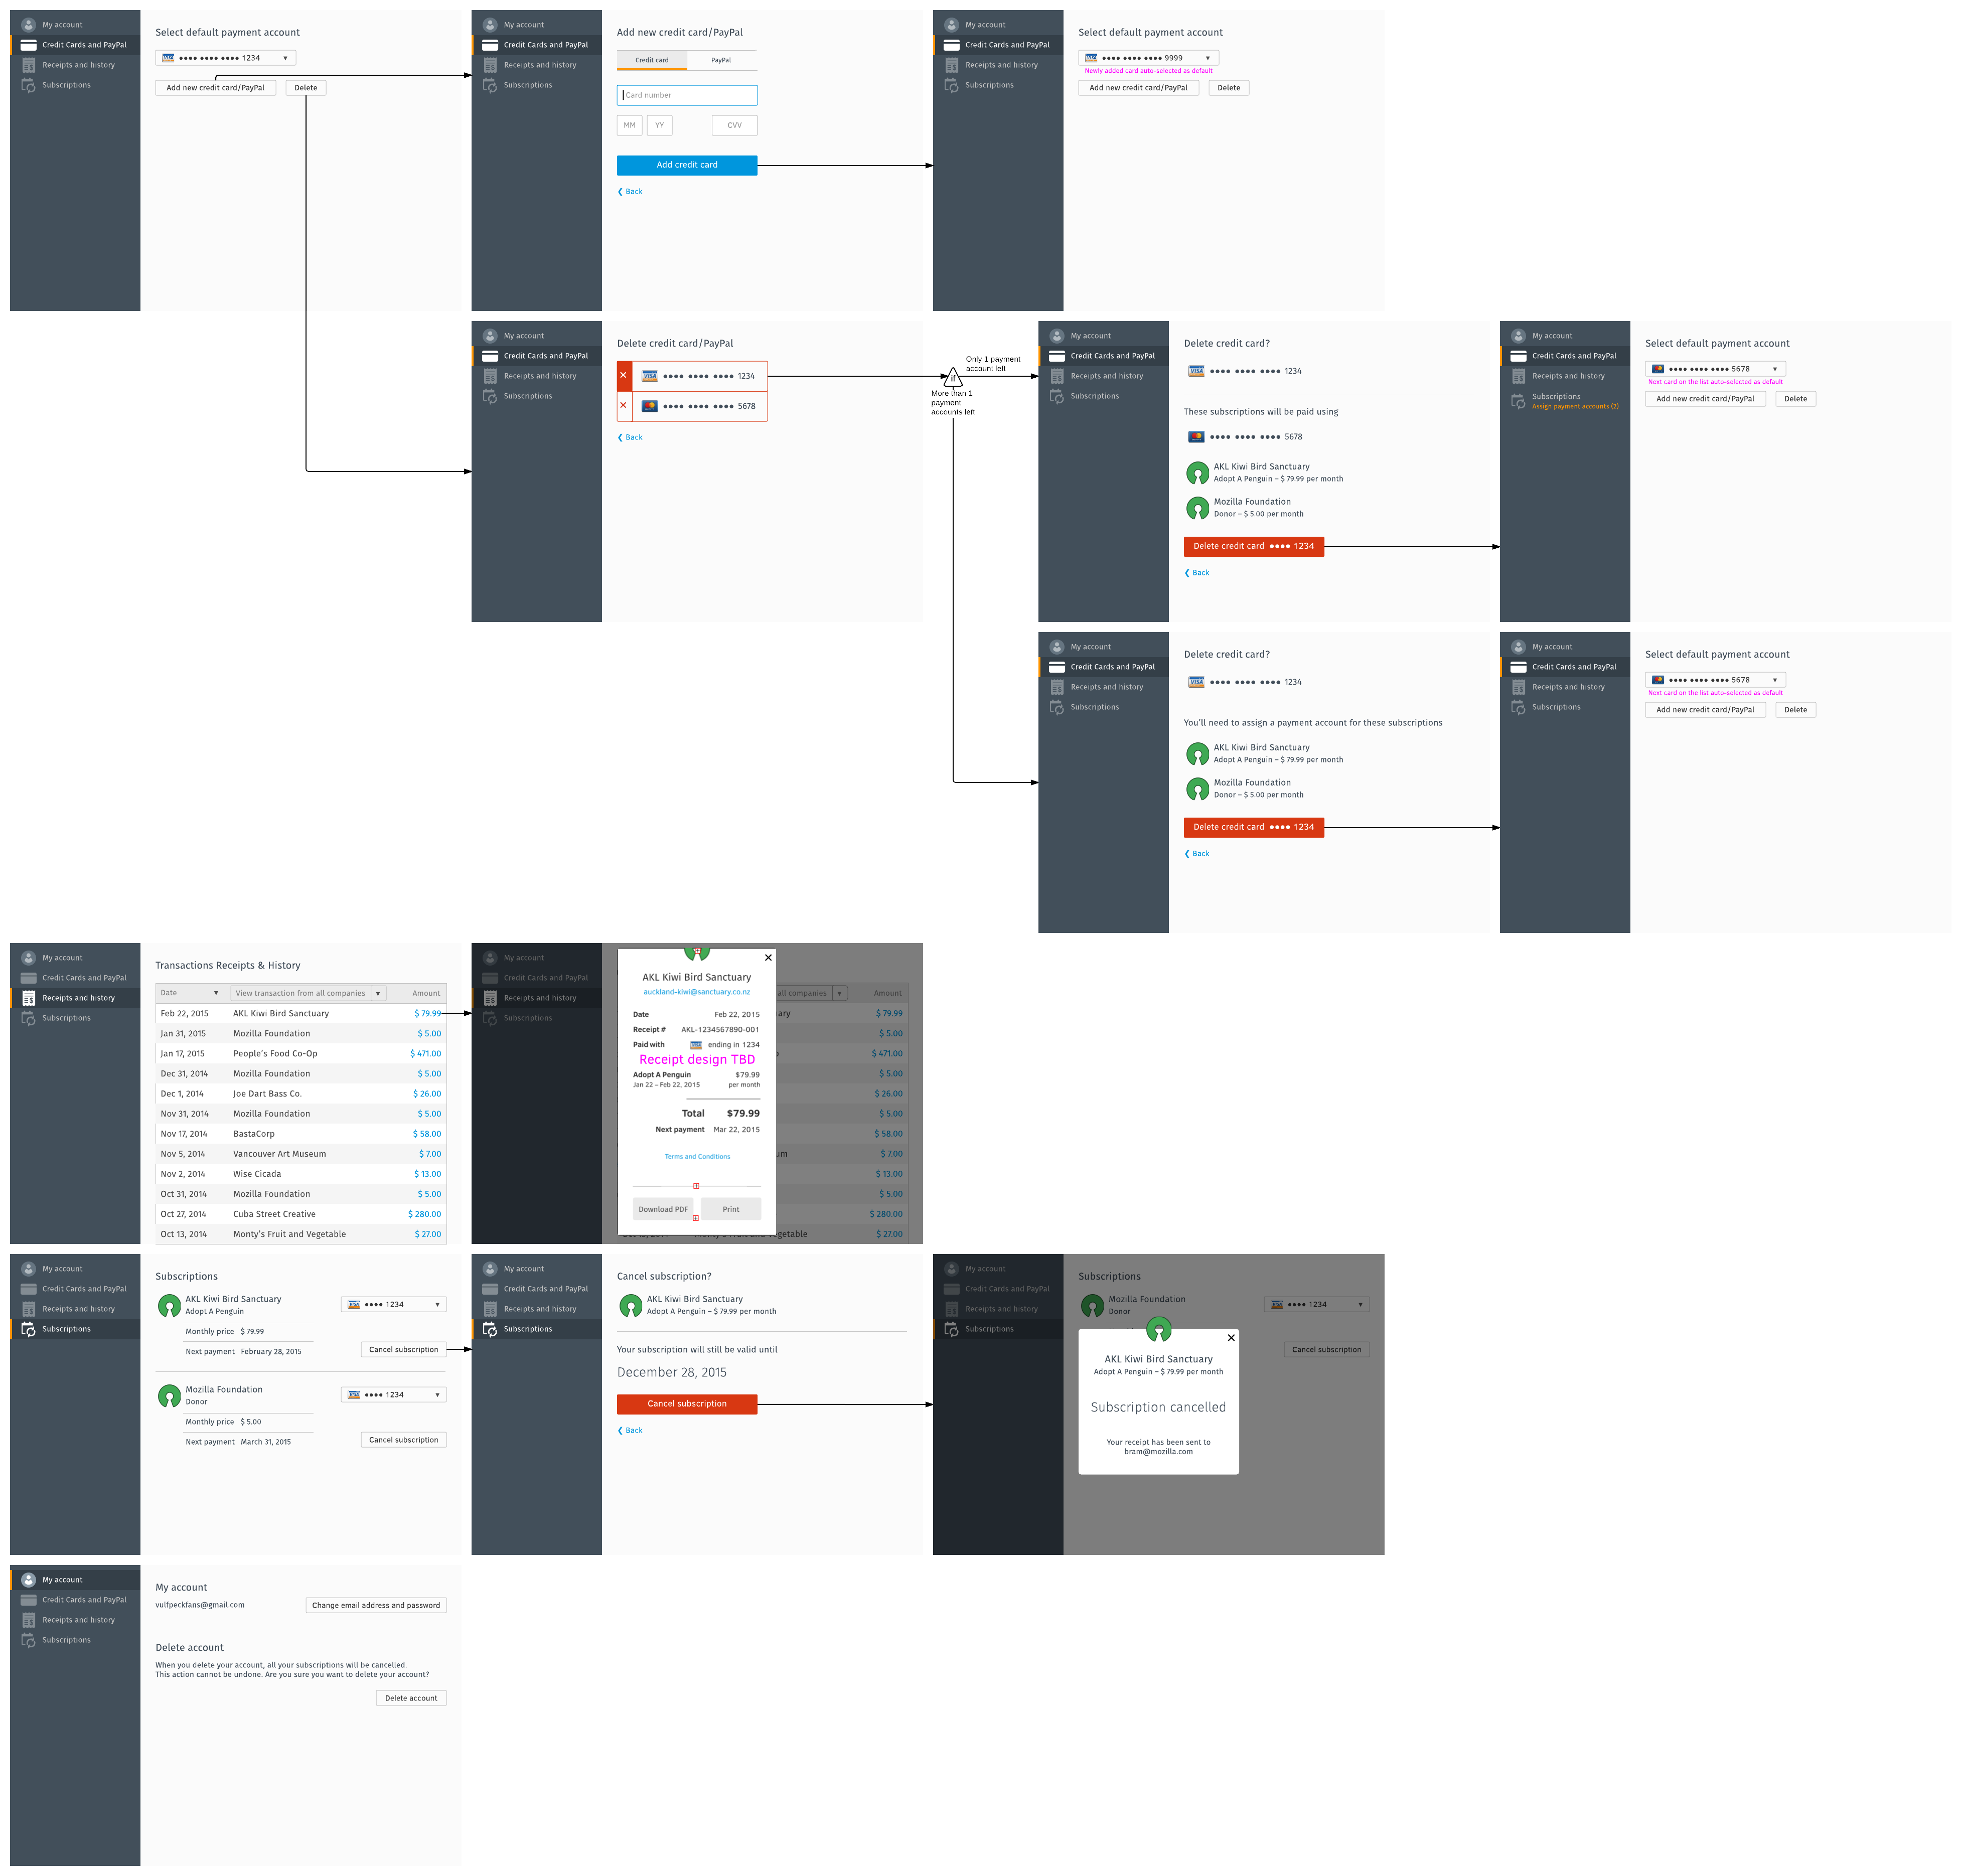 My account
Credit Cards and PayPal
Receipts and history
Subscriptions
Select default payment account
VISA •••• •••• •••• 1234 ▼
Add new credit card/PayPal
Delete
My account
Credit Cards and PayPal
Receipts and history
Subscriptions
Add new credit card/PayPal
Credit card PayPal
Card number
MM YY CVV
Add credit card
❮ Back
My account
Credit Cards and PayPal
Receipts and history
Subscriptions
Select default payment account
VISA •••• •••• •••• 9999 ▼
Newly added card auto-selected as default
Add new credit card/PayPal
Delete
My account
Credit Cards and PayPal
Receipts and history
Subscriptions
Delete credit card/PayPal
✕ VISA •••• •••• •••• 1234
✕ •••• •••• •••• 5678
❮ Back
Only 1 payment
account left
if
More than 1
payment
accounts left
My account
Credit Cards and PayPal
Receipts and history
Subscriptions
Delete credit card?
VISA •••• •••• •••• 1234
These subscriptions will be paid using
•••• •••• •••• 5678
AKL Kiwi Bird Sanctuary
Adopt A Penguin – $ 79.99 per month
Mozilla Foundation
Donor – $ 5.00 per month
Delete credit card •••• 1234
❮ Back
My account
Credit Cards and PayPal
Receipts and history
Subscriptions
Assign payment accounts (2)
Select default payment account
•••• •••• •••• 5678 ▼
Next card on the list auto-selected as default
Add new credit card/PayPal
Delete
My account
Credit Cards and PayPal
Receipts and history
Subscriptions
Delete credit card?
VISA •••• •••• •••• 1234
You'll need to assign a payment account for these subscriptions
AKL Kiwi Bird Sanctuary
Adopt A Penguin – $ 79.99 per month
Mozilla Foundation
Donor – $ 5.00 per month
Delete credit card •••• 1234
❮ Back
My account
Credit Cards and PayPal
Receipts and history
Subscriptions
Select default payment account
•••• •••• •••• 5678 ▼
Next card on the list auto-selected as default
Add new credit card/PayPal
Delete
My account
Credit Cards and PayPal
Receipts and history
Subscriptions
Transactions Receipts & History
Date ▼ View transaction from all companies ▼ Amount
Feb 22, 2015 AKL Kiwi Bird Sanctuary $ 79.99
Jan 31, 2015 Mozilla Foundation $ 5.00
Jan 17, 2015 People's Food Co-Op $ 471.00
Dec 31, 2014 Mozilla Foundation $ 5.00
Dec 1, 2014 Joe Dart Bass Co. $ 26.00
Nov 31, 2014 Mozilla Foundation $ 5.00
Nov 17, 2014 BastaCorp $ 58.00
Nov 5, 2014 Vancouver Art Museum $ 7.00
Nov 2, 2014 Wise Cicada $ 13.00
Oct 31, 2014 Mozilla Foundation $ 5.00
Oct 27, 2014 Cuba Street Creative $ 280.00
Oct 13, 2014 Monty's Fruit and Vegetable $ 27.00
My account
Credit Cards and PayPal
Receipts and history
Subscriptions
✕
AKL Kiwi Bird Sanctuary
auckland-kiwi@sanctuary.co.nz
Date Feb 22, 2015
Receipt # AKL-1234567890-001
Paid with VISA ending in 1234
Receipt design TBD
Adopt A Penguin $79.99
Jan 22 – Feb 22, 2015 per month
Total $79.99
Next payment Mar 22, 2015
Terms and Conditions
Download PDF Print
all companies ▼ Amount
ary $ 79.99
$ 5.00
$ 471.00
$ 5.00
$ 26.00
$ 5.00
$ 58.00
um $ 7.00
$ 13.00
$ 5.00
$ 280.00
getable $ 27.00
My account
Credit Cards and PayPal
Receipts and history
Subscriptions
Subscriptions
AKL Kiwi Bird Sanctuary
Adopt A Penguin
VISA •••• 1234 ▼
Monthly price $ 79.99
Next payment February 28, 2015
Cancel subscription
Mozilla Foundation
Donor
VISA •••• 1234 ▼
Monthly price $ 5.00
Next payment March 31, 2015
Cancel subscription
My account
Credit Cards and PayPal
Receipts and history
Subscriptions
Cancel subscription?
AKL Kiwi Bird Sanctuary
Adopt A Penguin – $ 79.99 per month
Your subscription will still be valid until
December 28, 2015
Cancel subscription
❮ Back
My account
Credit Cards and PayPal
Receipts and history
Subscriptions
Subscriptions
Mozilla Foundation
Donor
VISA •••• 1234 ▼
Cancel subscription
✕
AKL Kiwi Bird Sanctuary
Adopt A Penguin – $ 79.99 per month
Subscription cancelled
Your receipt has been sent to
bram@mozilla.com
My account
Credit Cards and PayPal
Receipts and history
Subscriptions
My account
vulfpeckfans@gmail.com
Change email address and password
Delete account
When you delete your account, all your subscriptions will be cancelled.
This action cannot be undone. Are you sure you want to delete your account?
Delete account